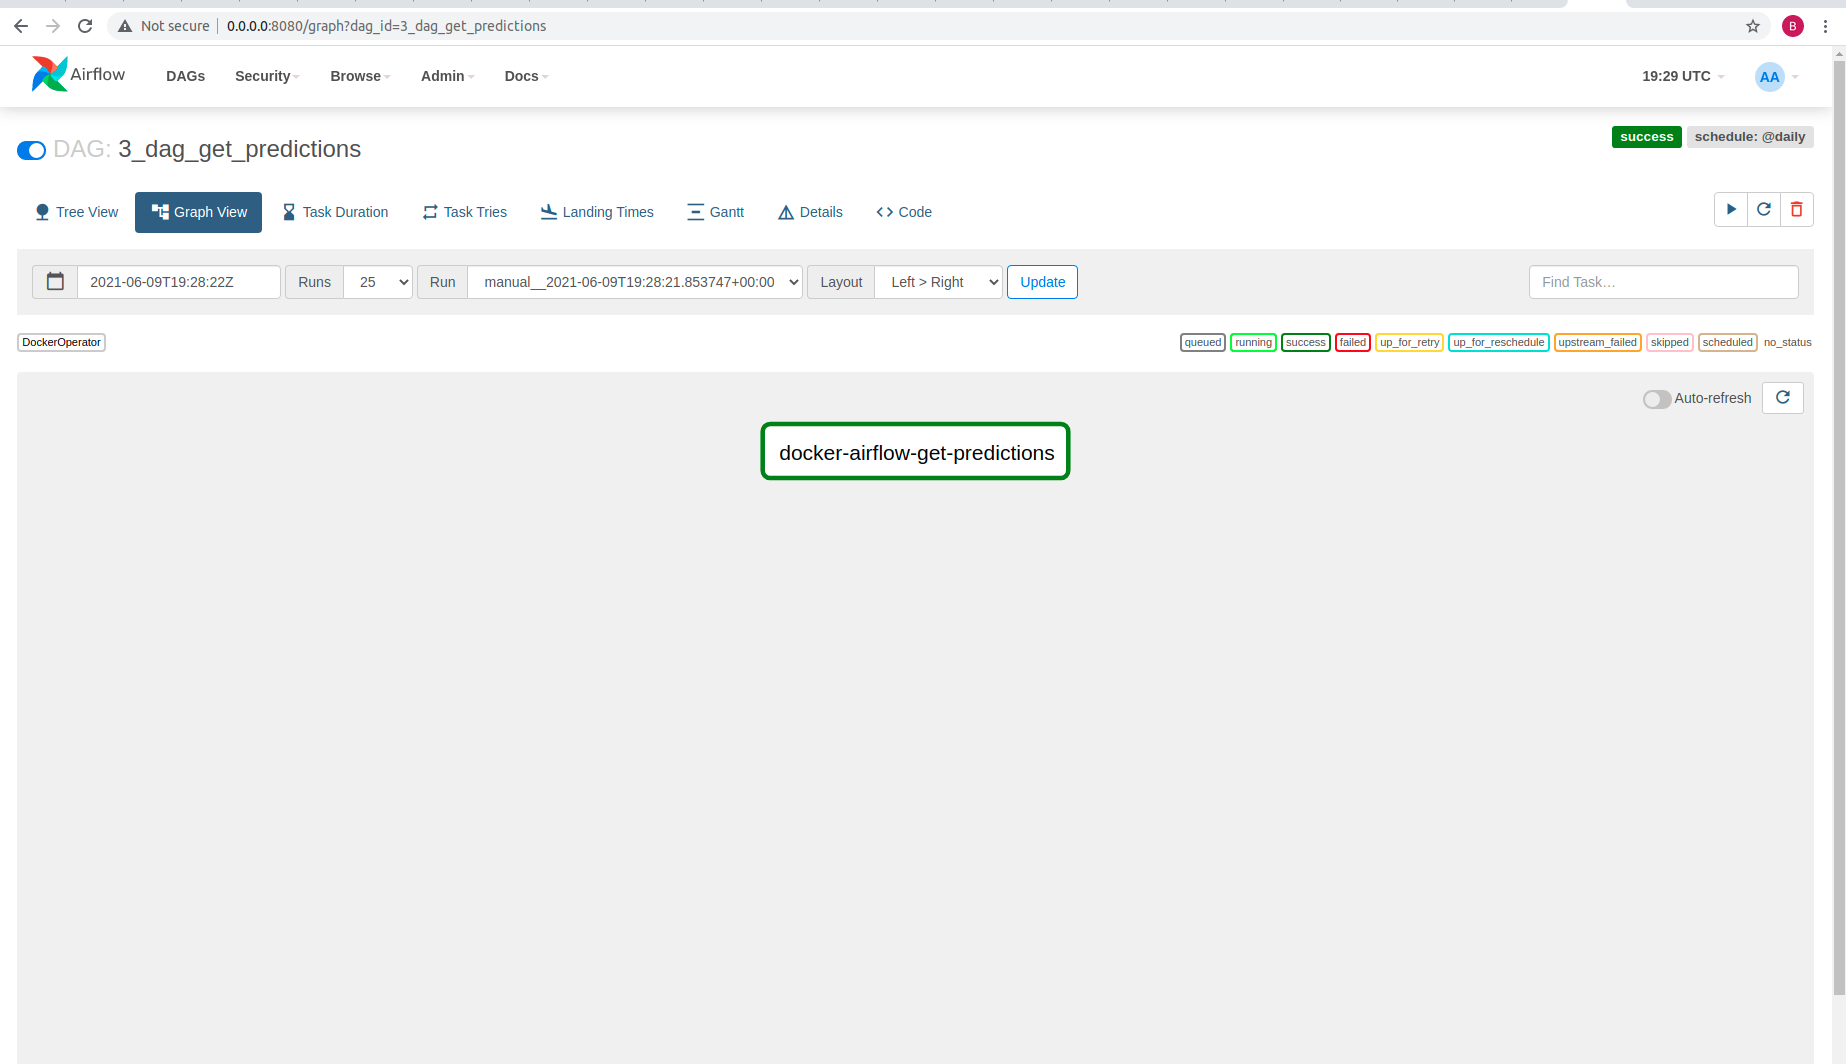 Not secure 0.0.0.0:8080/graph?dag_id=3_dag_get_predictions B
Airflow DAGs Security Browse Admin Docs 19:29 UTC AA
DAG: 3_dag_get_predictions success schedule: @daily
Tree View Graph View Task Duration Task Tries Landing Times Gantt Details Code
2021-06-09T19:28:22Z Runs 25 Run manual__2021-06-09T19:28:21.853747+00:00 Layout Left > Right Update Find Task…
DockerOperator queued running success failed up_for_retry up_for_reschedule upstream_failed skipped scheduled no_status
Auto-refresh
docker-airflow-get-predictions